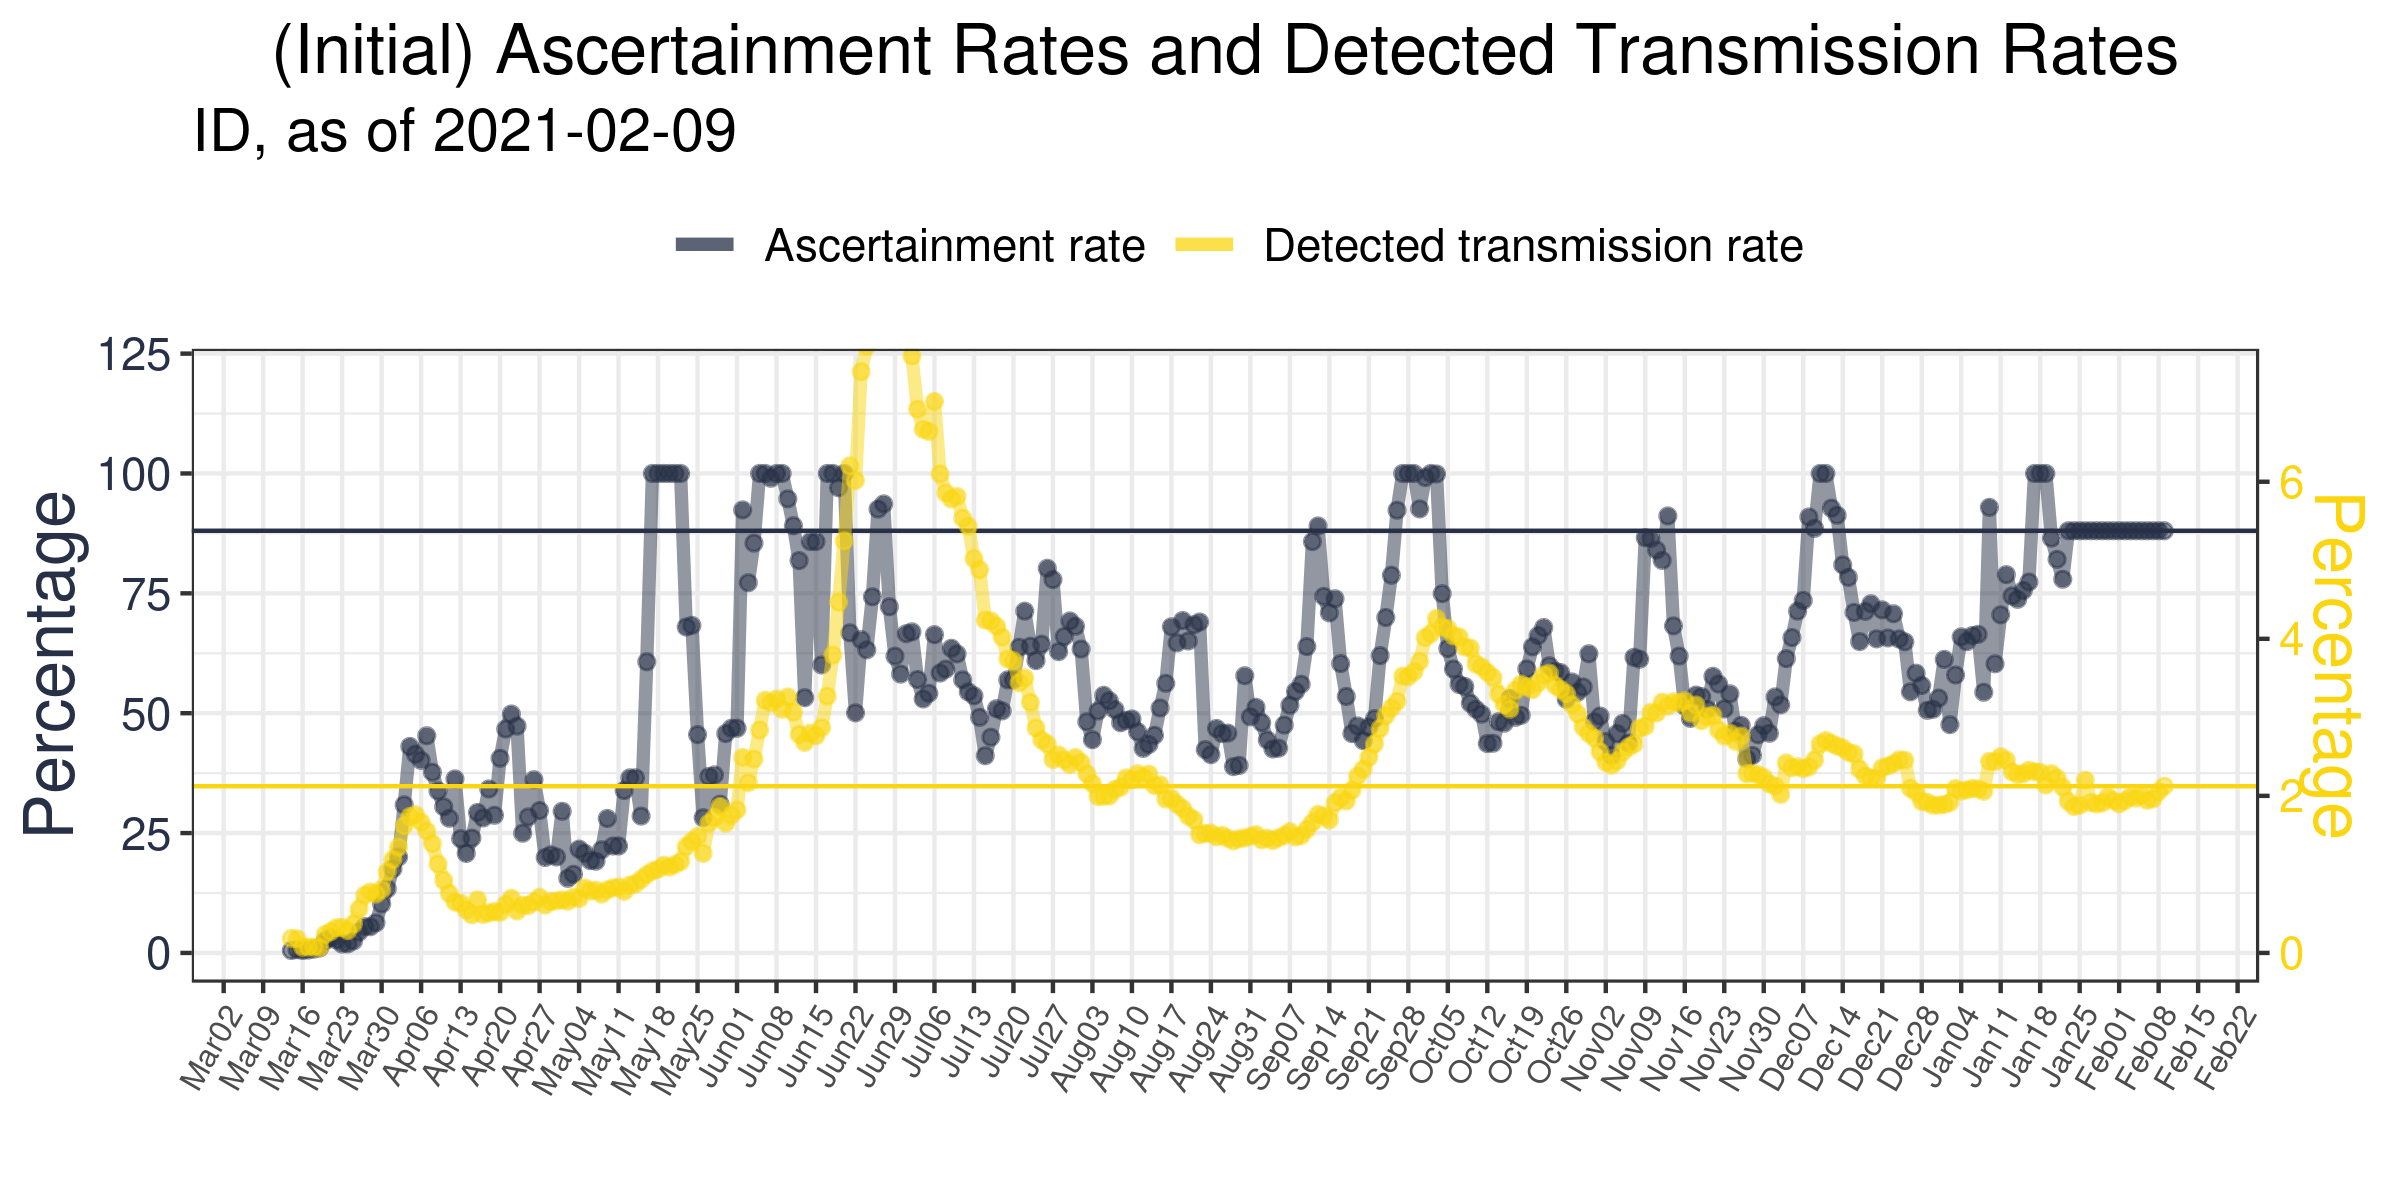 (Initial) Ascertainment Rates and Detected Transmission Rates
ID, as of 2021-02-09
Ascertainment rate Detected transmission rate
125
100
75
50
25
0
Percentage
6
4
2
0
Percentage
Mar02 Mar09 Mar16 Mar23 Mar30 Apr06 Apr13 Apr20 Apr27 May04 May11 May18 May25 Jun01 Jun08 Jun15 Jun22 Jun29 Jul06 Jul13 Jul20 Jul27 Aug03 Aug10 Aug17 Aug24 Aug31 Sep07 Sep14 Sep21 Sep28 Oct05 Oct12 Oct19 Oct26 Nov02 Nov09 Nov16 Nov23 Nov30 Dec07 Dec14 Dec21 Dec28 Jan04 Jan11 Jan18 Jan25 Feb01 Feb08 Feb15 Feb22